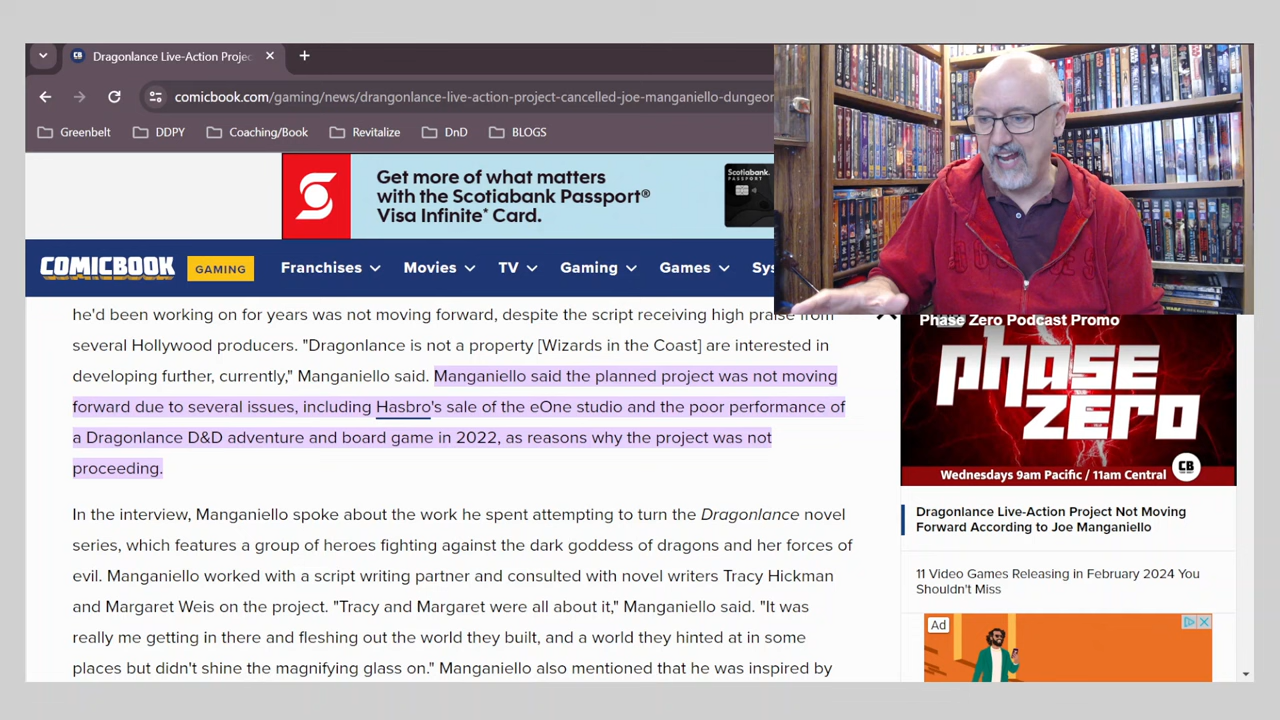 Dragonlance Live-Action Projec
comicbook.com/gaming/news/drangonlance-live-action-project-cancelled-joe-manganiello-dungeor
Greenbelt DDPY Coaching/Book Revitalize DnD BLOGS
Get more of what matters
with the Scotiabank Passport®
Visa Infinite* Card.
Scotiabank
PASSPORT
COMICBOOK GAMING Franchises Movies TV Gaming Games Sys
he'd been working on for years was not moving forward, despite the script receiving high praise from
several Hollywood producers. "Dragonlance is not a property [Wizards in the Coast] are interested in
developing further, currently," Manganiello said. Manganiello said the planned project was not moving
forward due to several issues, including Hasbro's sale of the eOne studio and the poor performance of
a Dragonlance D&D adventure and board game in 2022, as reasons why the project was not
proceeding.
In the interview, Manganiello spoke about the work he spent attempting to turn the Dragonlance novel
series, which features a group of heroes fighting against the dark goddess of dragons and her forces of
evil. Manganiello worked with a script writing partner and consulted with novel writers Tracy Hickman
and Margaret Weis on the project. "Tracy and Margaret were all about it," Manganiello said. "It was
really me getting in there and fleshing out the world they built, and a world they hinted at in some
places but didn't shine the magnifying glass on." Manganiello also mentioned that he was inspired by
Phase Zero Podcast Promo
phase
zero
Wednesdays 9am Pacific / 11am Central
CB
Dragonlance Live-Action Project Not Moving
Forward According to Joe Manganiello
11 Video Games Releasing in February 2024 You
Shouldn't Miss
Ad